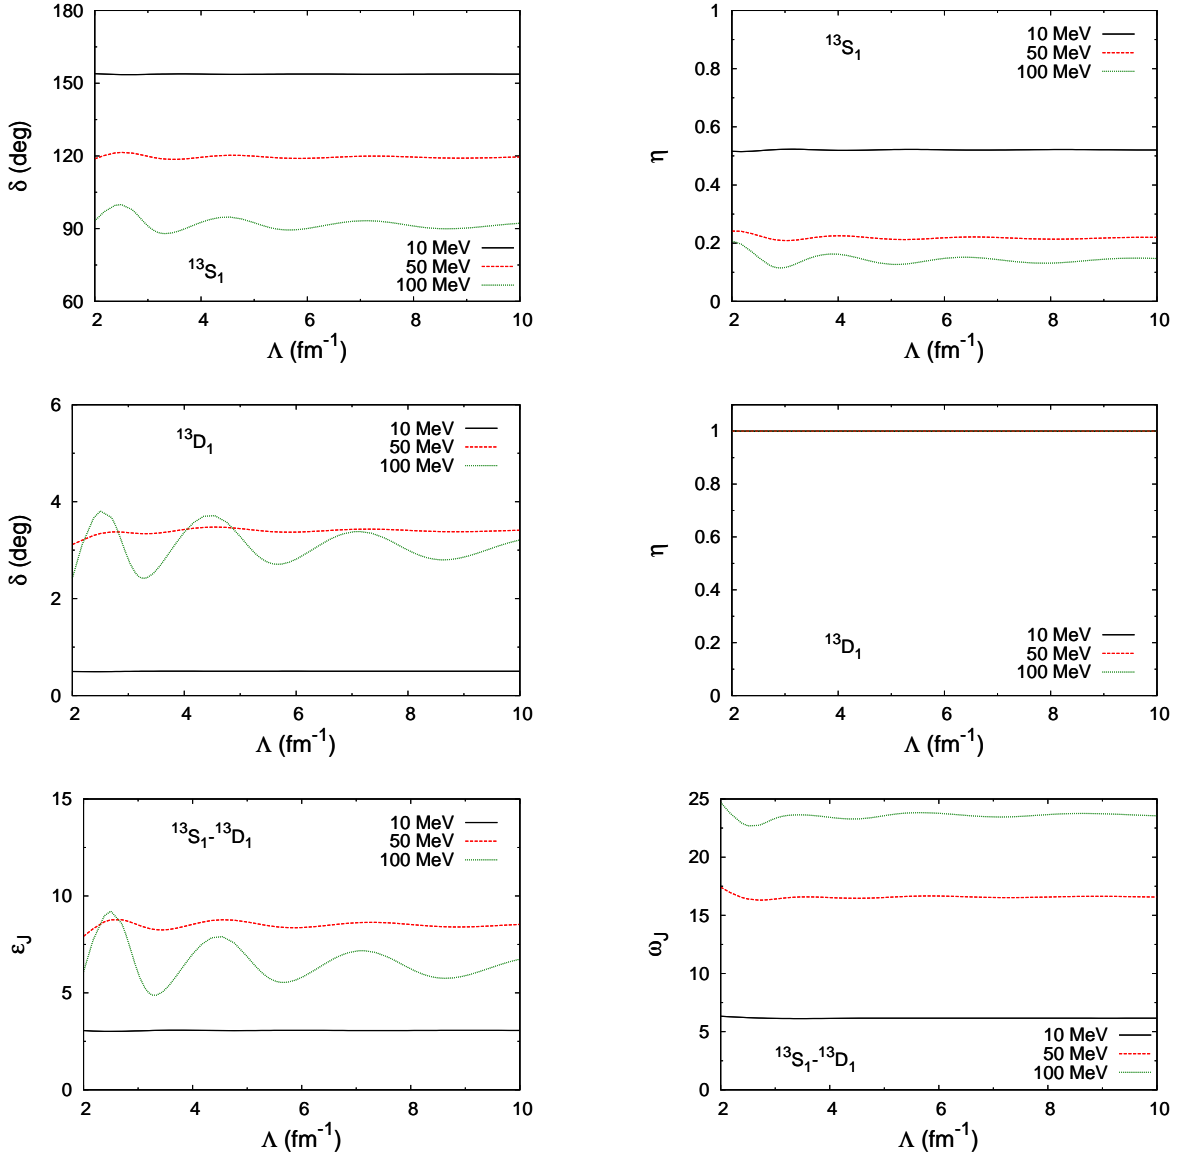 180
150
120
90
60
δ (deg)
¹³S₁
10 MeV
50 MeV
100 MeV
2 4 6 8 10
Λ (fm⁻¹)
1
0.8
0.6
0.4
0.2
0
η
¹³S₁
10 MeV
50 MeV
100 MeV
2 4 6 8 10
Λ (fm⁻¹)
6
4
2
0
δ (deg)
¹³D₁
10 MeV
50 MeV
100 MeV
2 4 6 8 10
Λ (fm⁻¹)
1
0.8
0.6
0.4
0.2
0
η
¹³D₁
10 MeV
50 MeV
100 MeV
2 4 6 8 10
Λ (fm⁻¹)
15
10
5
0
ε_J
¹³S₁-¹³D₁
10 MeV
50 MeV
100 MeV
2 4 6 8 10
Λ (fm⁻¹)
25
20
15
10
5
0
ω_J
¹³S₁-¹³D₁
10 MeV
50 MeV
100 MeV
2 4 6 8 10
Λ (fm⁻¹)